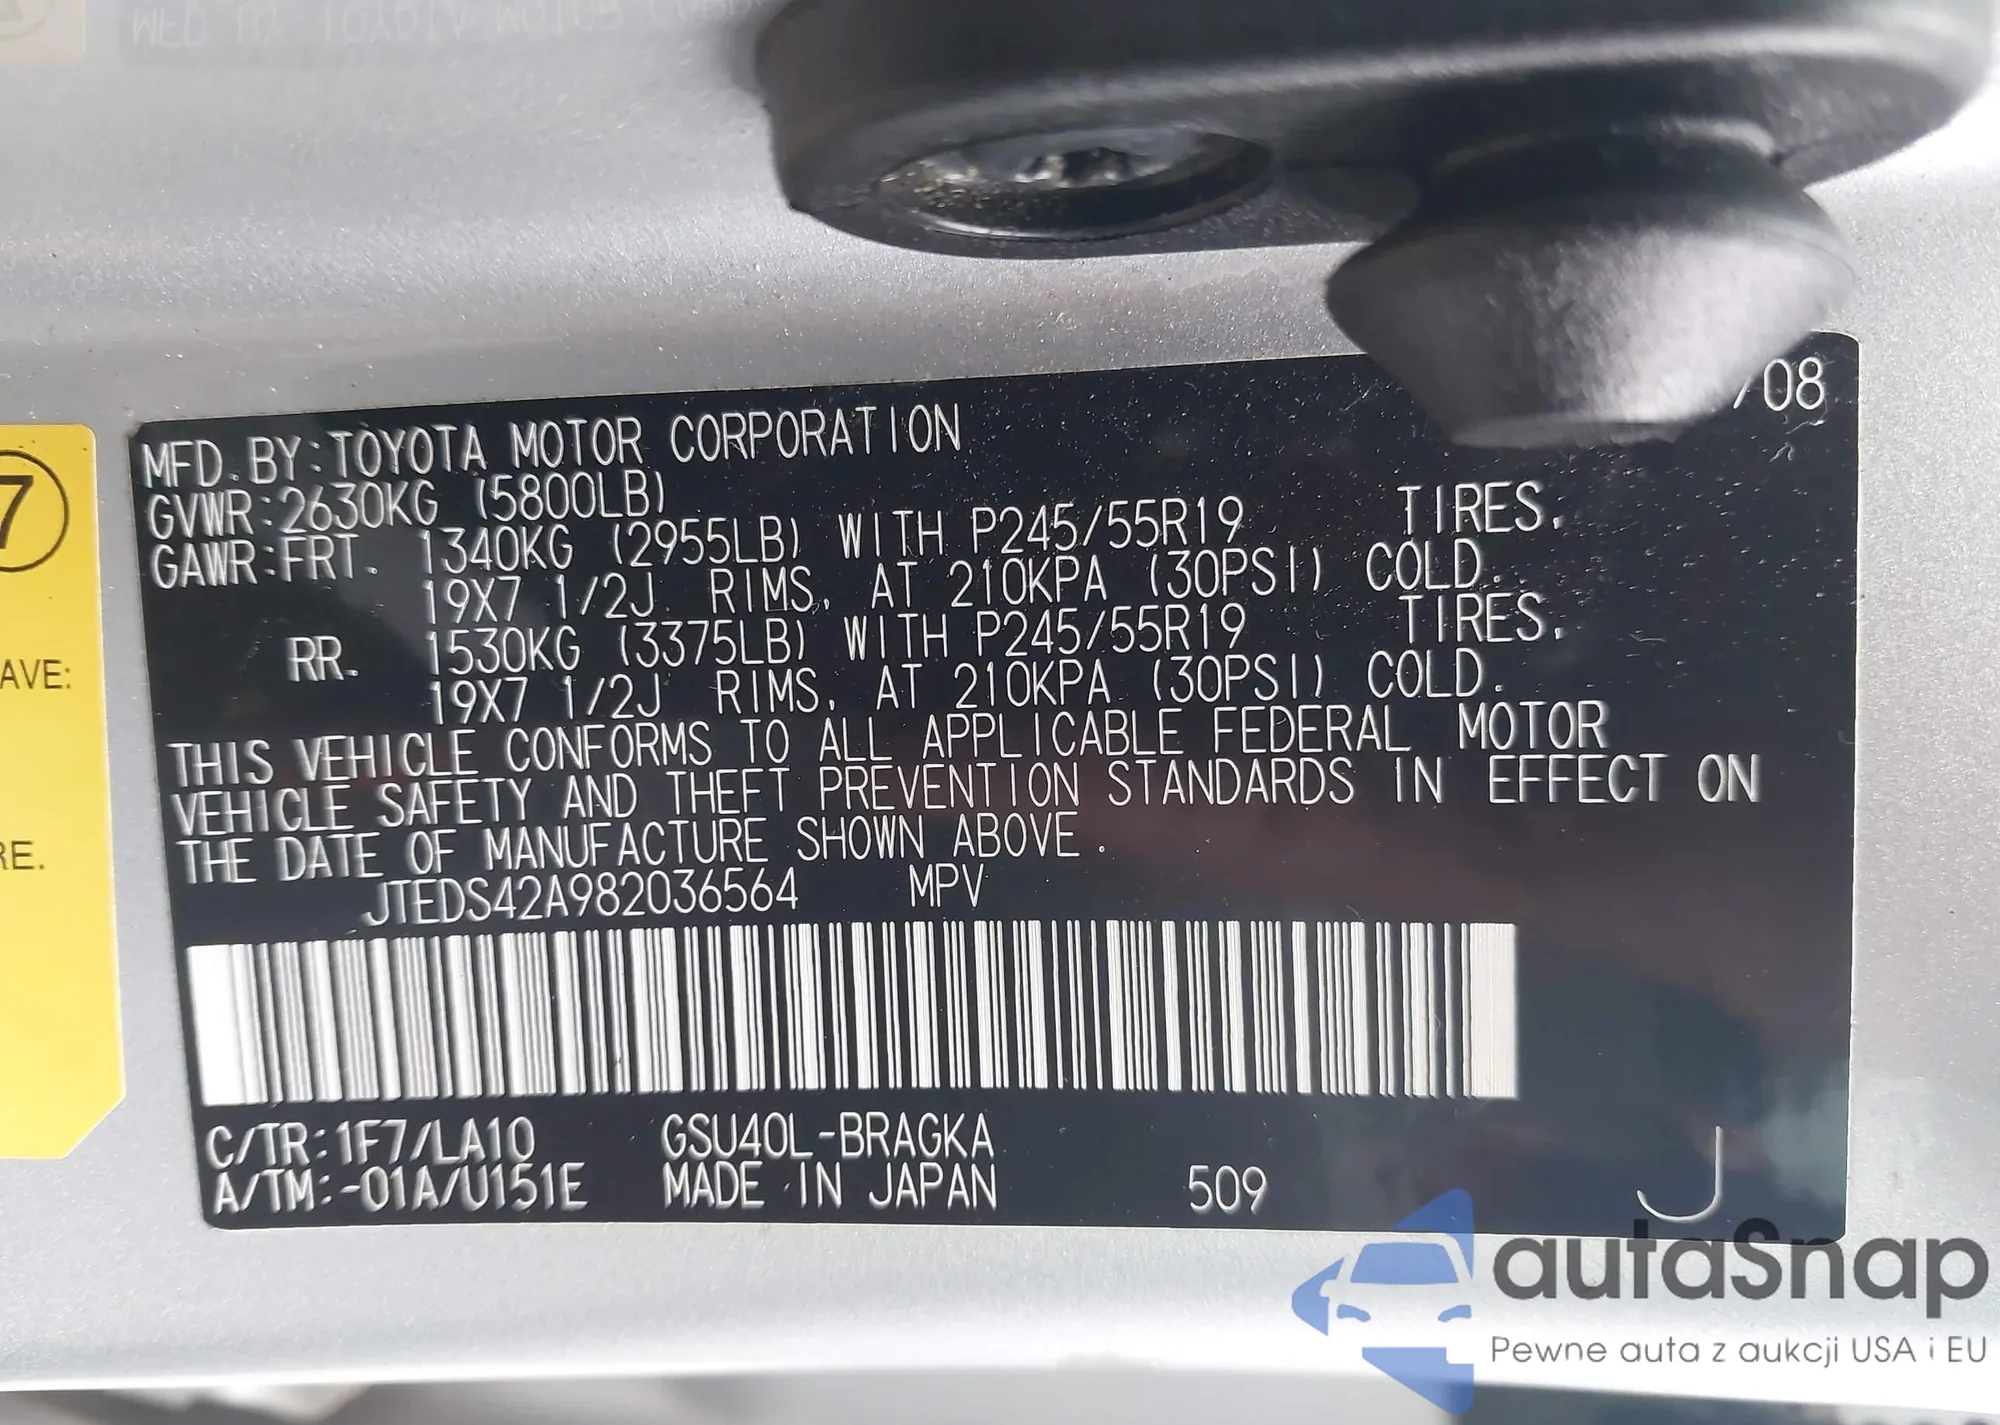 /08
MFD. BY:TOYOTA MOTOR CORPORATION
GVWR:2630KG (5800LB)
GAWR:FRT. 1340KG (2955LB) WITH P245/55R19 TIRES.
19X7 1/2J RIMS, AT 210KPA (30PSI) COLD.
RR. 1530KG (3375LB) WITH P245/55R19 TIRES.
19X7 1/2J RIMS, AT 210KPA (30PSI) COLD.
THIS VEHICLE CONFORMS TO ALL APPLICABLE FEDERAL MOTOR
VEHICLE SAFETY AND THEFT PREVENTION STANDARDS IN EFFECT ON
THE DATE OF MANUFACTURE SHOWN ABOVE.
JTEDS42A982036564 MPV
C/TR:1F7/LA10 GSU40L-BRAGKA
A/TM:-01A/U151E MADE IN JAPAN 509 J
7
AVE:
RE.
autoSnap
Pewne auta z aukcji USA i EU